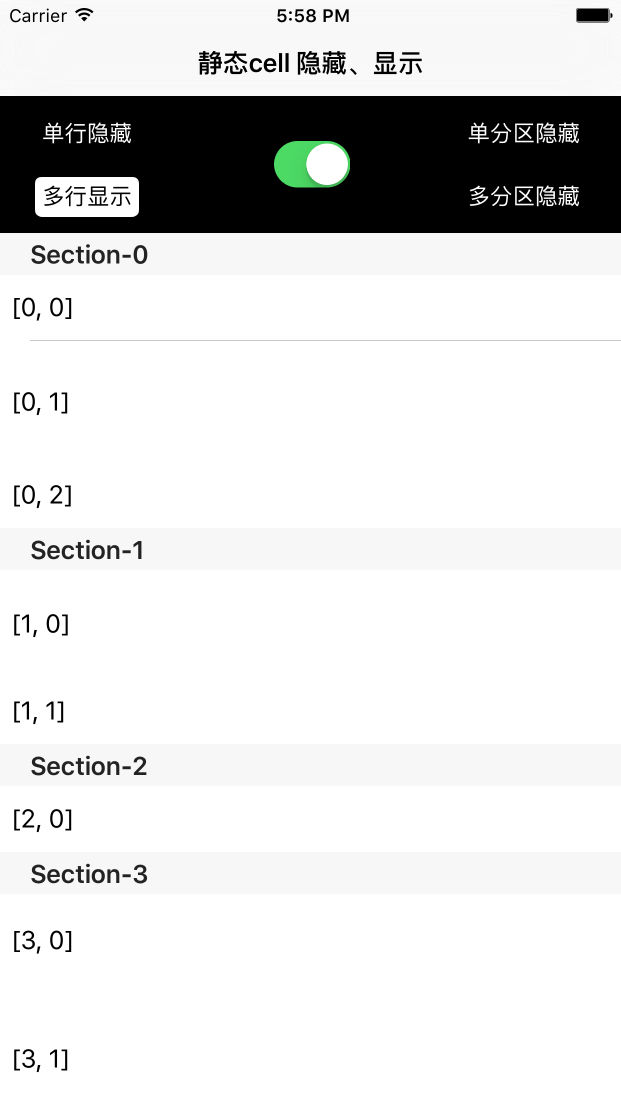 Carrier 5:58 PM
静态cell 隐藏、显示
单行隐藏 单分区隐藏
多行显示 多分区隐藏
Section-0
[0, 0]
[0, 1]
[0, 2]
Section-1
[1, 0]
[1, 1]
Section-2
[2, 0]
Section-3
[3, 0]
[3, 1]